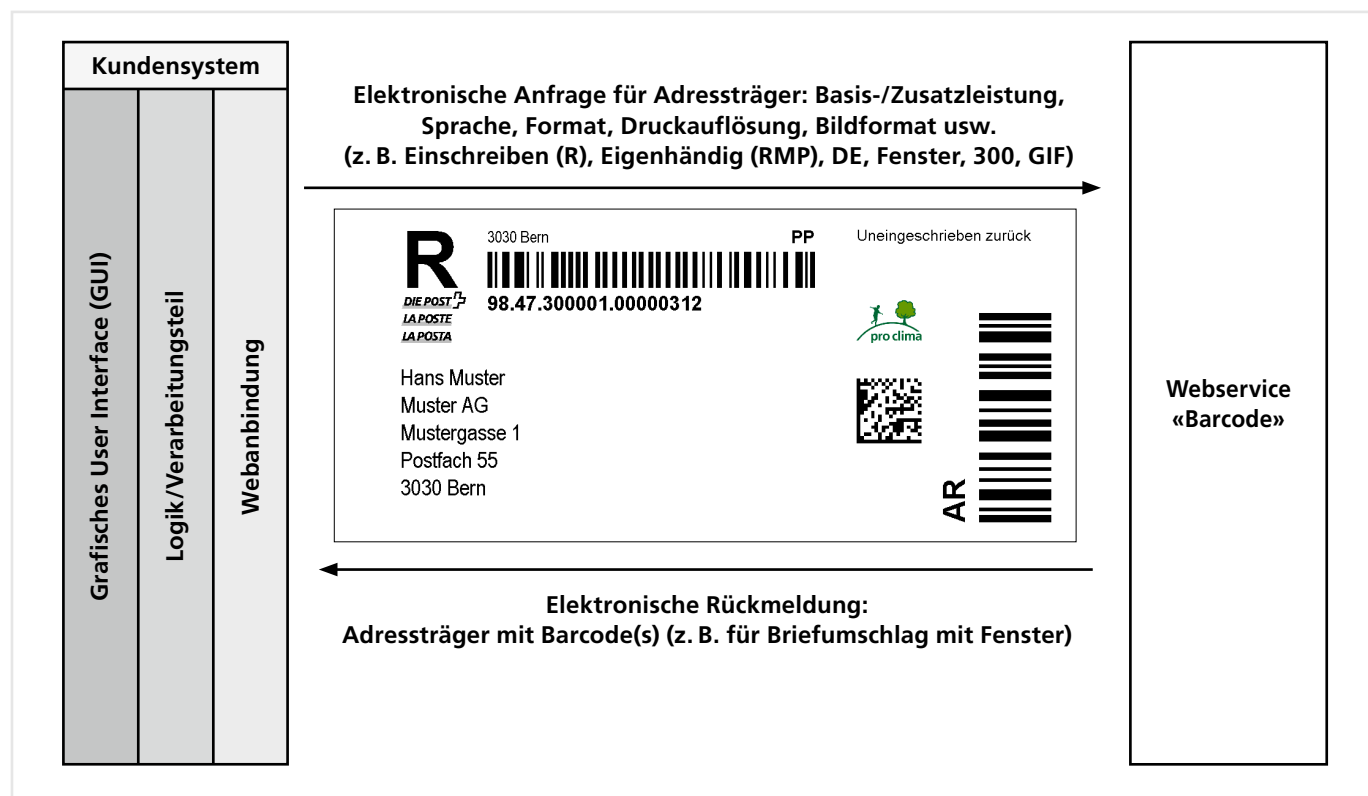 Kundensystem
Grafisches User Interface (GUI)
Logik/Verarbeitungsteil
Webanbindung
Elektronische Anfrage für Adressträger: Basis-/Zusatzleistung,
Sprache, Format, Druckauflösung, Bildformat usw.
(z. B. Einschreiben (R), Eigenhändig (RMP), DE, Fenster, 300, GIF)
R
3030 Bern
PP
Uneingeschrieben zurück
98.47.300001.00000312
DIE POST
LA POSTE
LA POSTA
pro clima
Hans Muster
Muster AG
Mustergasse 1
Postfach 55
3030 Bern
AR
Elektronische Rückmeldung:
Adressträger mit Barcode(s) (z. B. für Briefumschlag mit Fenster)
Webservice
«Barcode»